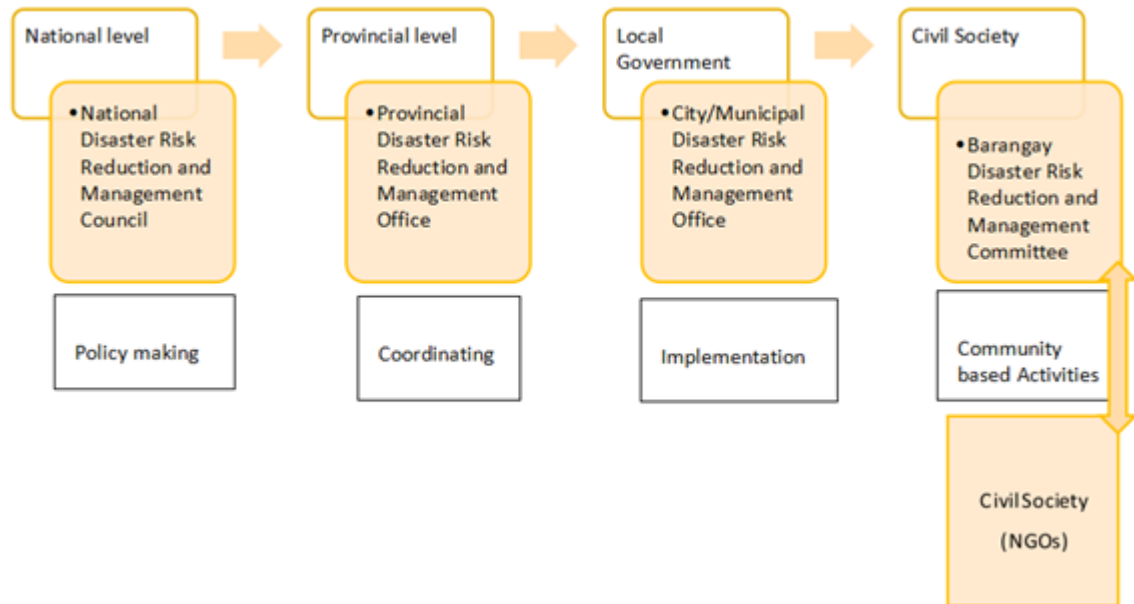 National level
Provincial level
Local
Government
Civil Society
•National
Disaster Risk
Reduction and
Management
Council
•Provincial
Disaster Risk
Reduction and
Management
Office
•City/Municipal
Disaster Risk
Reduction and
Management
Office
•Barangay
Disaster Risk
Reduction and
Management
Committee
Policy making
Coordinating
Implementation
Community
based Activities
Civil Society
(NGOs)